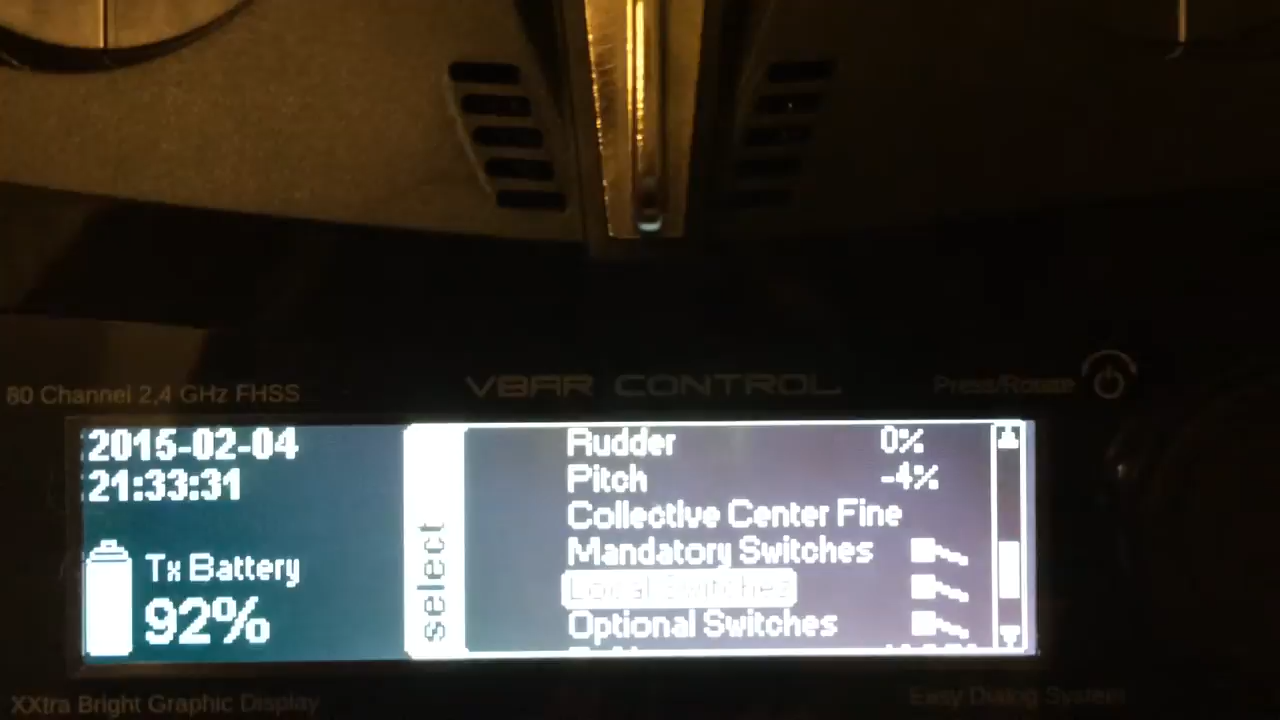 80 Channel 2,4 GHz FHSS
VBAR CONTROL
Press/Rotate
2015-02-04
21:33:31
Tx Battery
92%
select
Rudder 0%
Pitch -4%
Collective Center Fine
Mandatory Switches
Local Switches
Optional Switches
XXtra Bright Graphic Display
Easy Dialog System